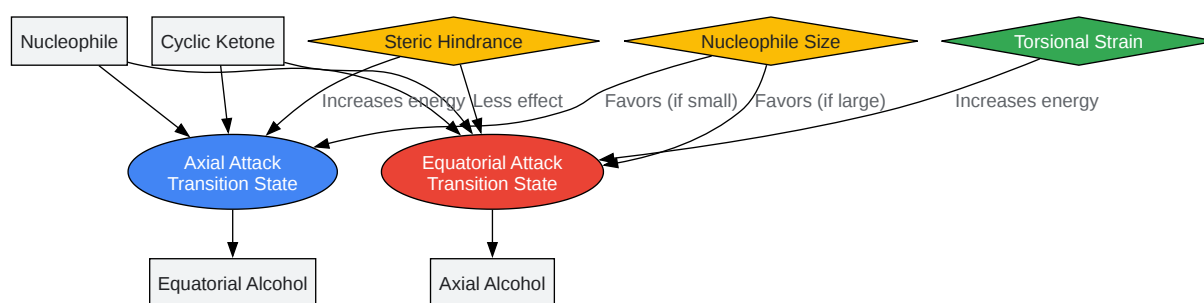 Nucleophile
Cyclic Ketone
Steric Hindrance
Nucleophile Size
Torsional Strain
Increases energy
Less effect
Favors (if small)
Favors (if large)
Increases energy
Axial Attack
Transition State
Equatorial Attack
Transition State
Equatorial Alcohol
Axial Alcohol